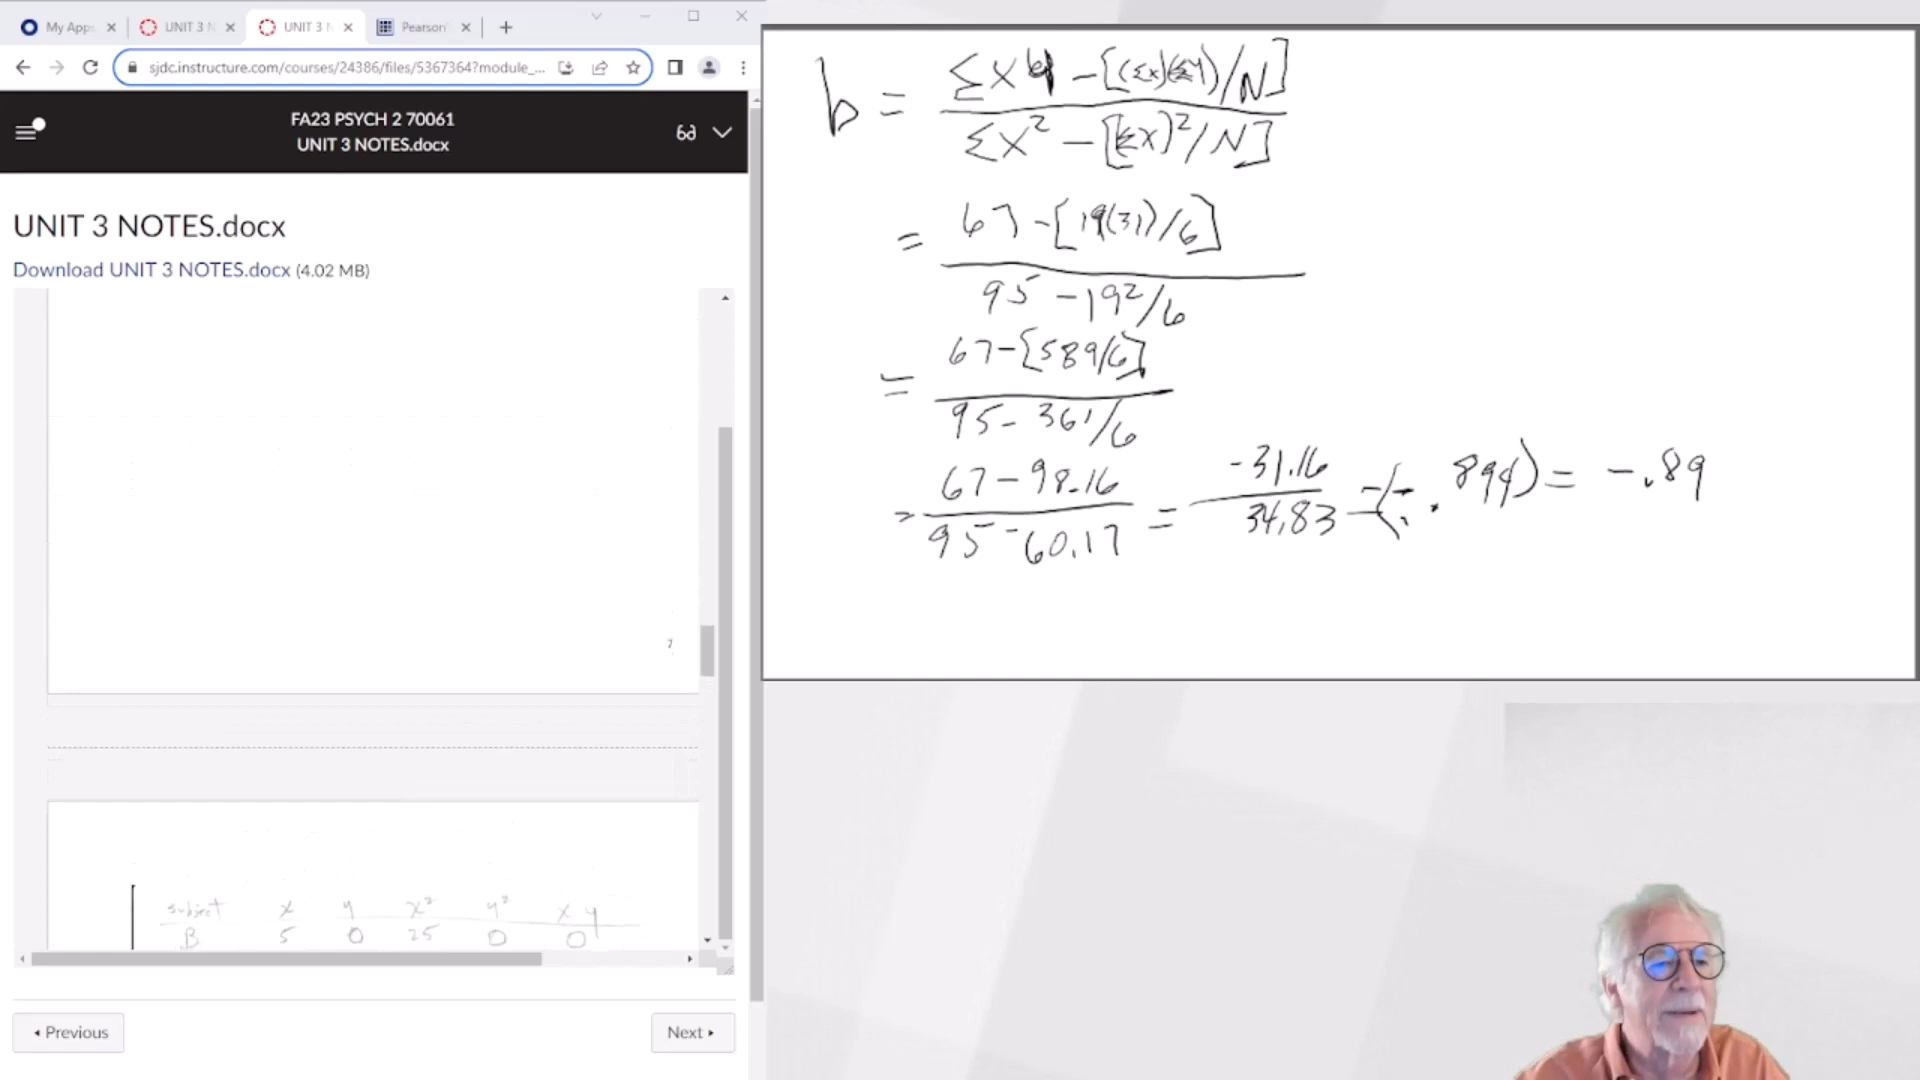 My App
UNIT 3 N
UNIT 3 N
Pearson
sjdc.instructure.com/courses/24386/files/5367364?module_...
FA23 PSYCH 2 70061
UNIT 3 NOTES.docx
UNIT 3 NOTES.docx
Download UNIT 3 NOTES.docx (4.02 MB)
7
subject x y x² y² xy
B 5 0 25 0 0
◂ Previous
Next ▸
b = ΣXY - [(Σx)(ΣY)/N]
ΣX² - [(ΣX)²/N]
= 67 - [19(31)/6]
95 - 19²/6
= 67 - [589/6]
95 - 361/6
= 67 - 98.16
95 - 60.17
= -31.16
34.83
= (-.894) = -.89